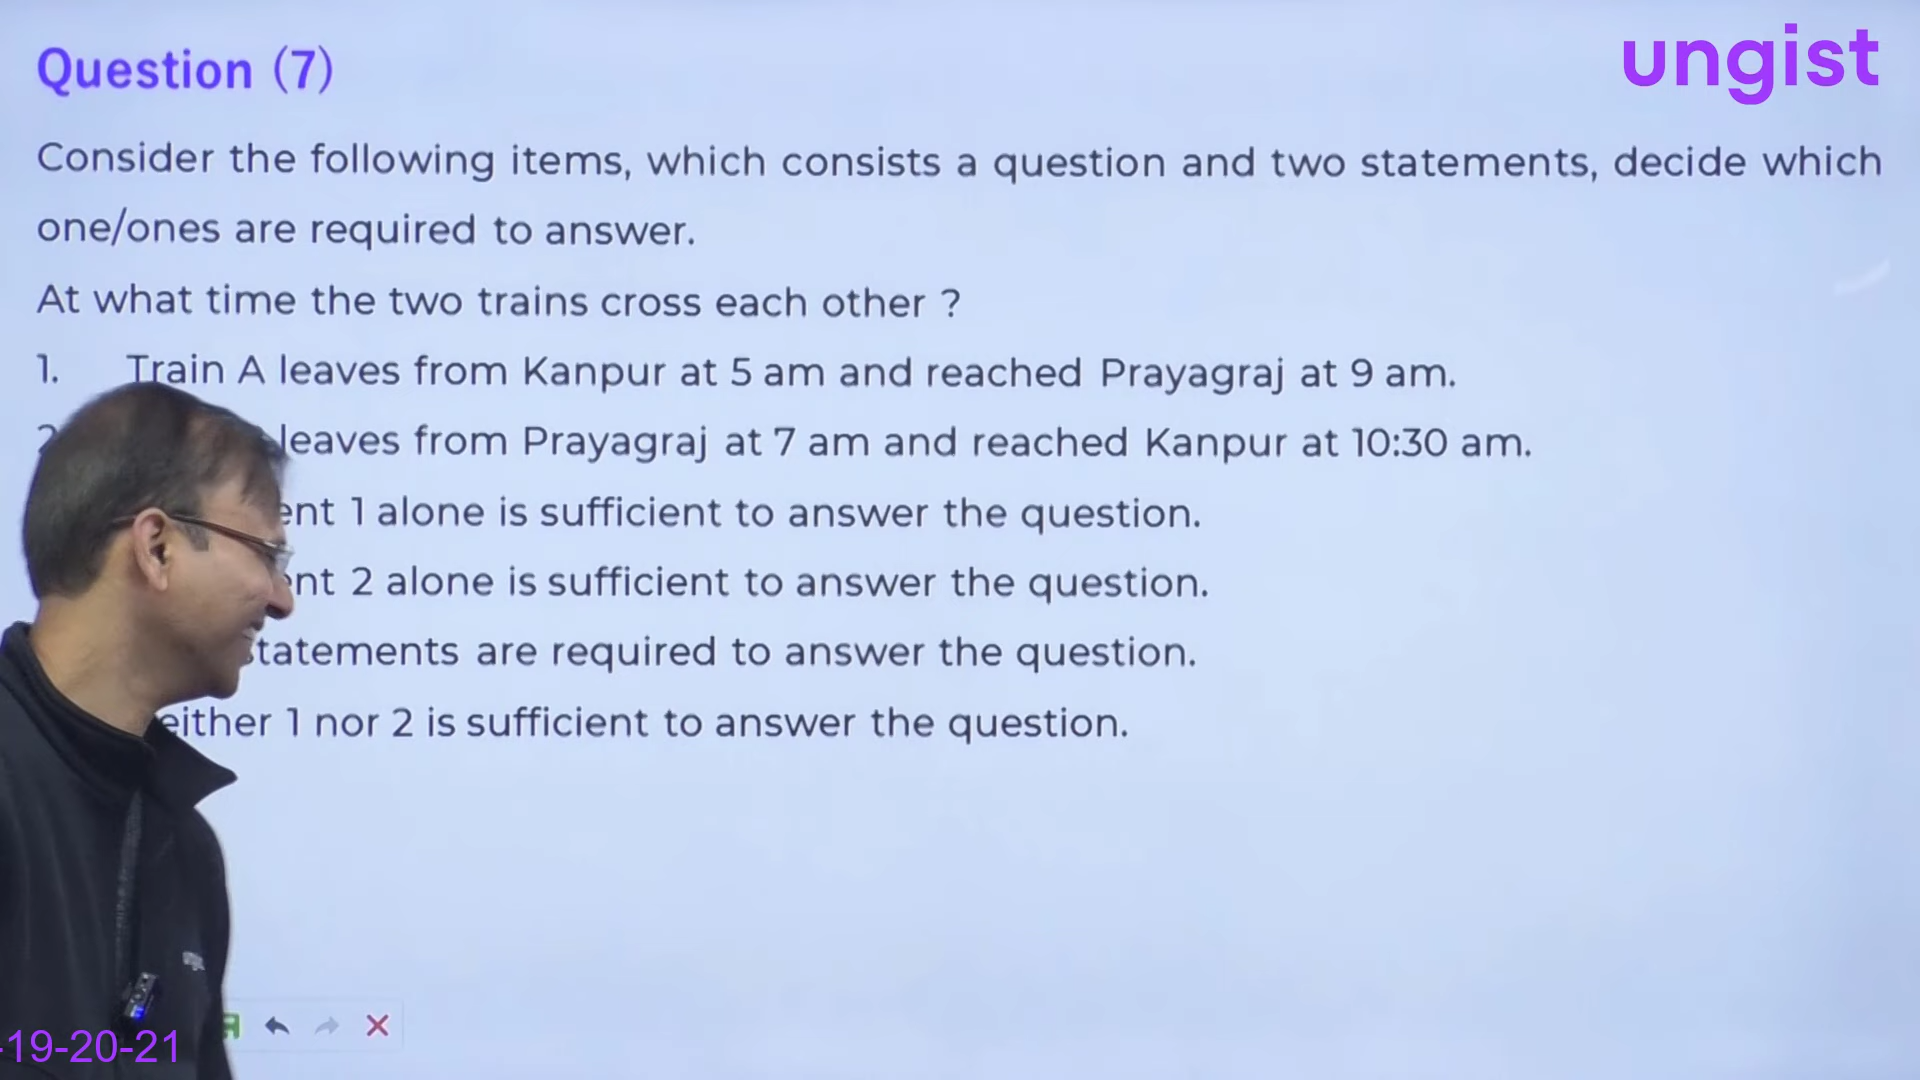 Question (7)
ungist
Consider the following items, which consists a question and two statements, decide which
one/ones are required to answer.
At what time the two trains cross each other ?
1. Train A leaves from Kanpur at 5 am and reached Prayagraj at 9 am.
leaves from Prayagraj at 7 am and reached Kanpur at 10:30 am.
1 alone is sufficient to answer the question.
2 alone is sufficient to answer the question.
are required to answer the question.
1 nor 2 is sufficient to answer the question.
-19-20-21